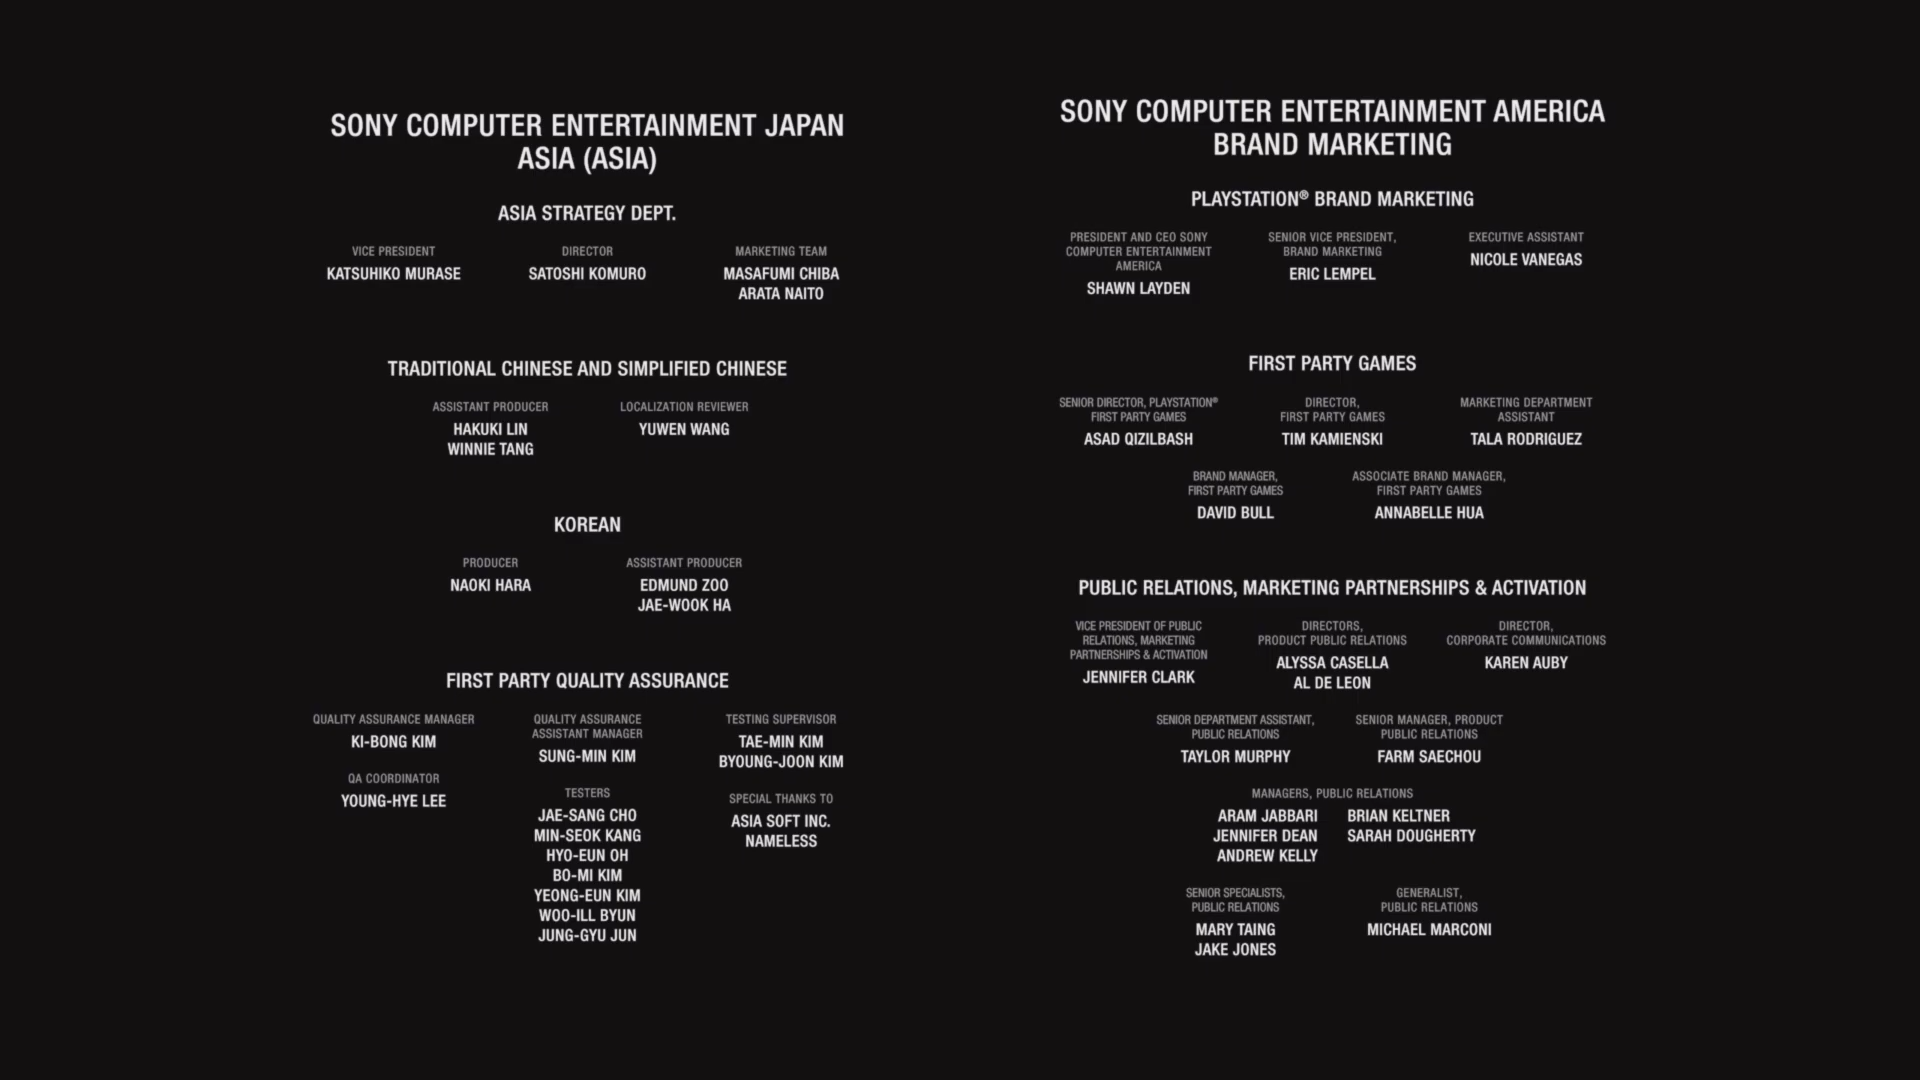 SONY COMPUTER ENTERTAINMENT JAPAN
ASIA (ASIA)
ASIA STRATEGY DEPT.
VICE PRESIDENT
KATSUHIKO MURASE
DIRECTOR
SATOSHI KOMURO
MARKETING TEAM
MASAFUMI CHIBA
ARATA NAITO
TRADITIONAL CHINESE AND SIMPLIFIED CHINESE
ASSISTANT PRODUCER
HAKUKI LIN
WINNIE TANG
LOCALIZATION REVIEWER
YUWEN WANG
KOREAN
PRODUCER
NAOKI HARA
ASSISTANT PRODUCER
EDMUND ZOO
JAE-WOOK HA
FIRST PARTY QUALITY ASSURANCE
QUALITY ASSURANCE MANAGER
KI-BONG KIM
QA COORDINATOR
YOUNG-HYE LEE
QUALITY ASSURANCE
ASSISTANT MANAGER
SUNG-MIN KIM
TESTERS
JAE-SANG CHO
MIN-SEOK KANG
HYO-EUN OH
BO-MI KIM
YEONG-EUN KIM
WOO-ILL BYUN
JUNG-GYU JUN
TESTING SUPERVISOR
TAE-MIN KIM
BYOUNG-JOON KIM
SPECIAL THANKS TO
ASIA SOFT INC.
NAMELESS
SONY COMPUTER ENTERTAINMENT AMERICA
BRAND MARKETING
PLAYSTATION® BRAND MARKETING
PRESIDENT AND CEO SONY
COMPUTER ENTERTAINMENT
AMERICA
SHAWN LAYDEN
SENIOR VICE PRESIDENT,
BRAND MARKETING
ERIC LEMPEL
EXECUTIVE ASSISTANT
NICOLE VANEGAS
FIRST PARTY GAMES
SENIOR DIRECTOR, PLAYSTATION®
FIRST PARTY GAMES
ASAD QIZILBASH
DIRECTOR,
FIRST PARTY GAMES
TIM KAMIENSKI
MARKETING DEPARTMENT
ASSISTANT
TALA RODRIGUEZ
BRAND MANAGER,
FIRST PARTY GAMES
DAVID BULL
ASSOCIATE BRAND MANAGER,
FIRST PARTY GAMES
ANNABELLE HUA
PUBLIC RELATIONS, MARKETING PARTNERSHIPS & ACTIVATION
VICE PRESIDENT OF PUBLIC
RELATIONS, MARKETING
PARTNERSHIPS & ACTIVATION
JENNIFER CLARK
DIRECTORS,
PRODUCT PUBLIC RELATIONS
ALYSSA CASELLA
AL DE LEON
DIRECTOR,
CORPORATE COMMUNICATIONS
KAREN AUBY
SENIOR DEPARTMENT ASSISTANT,
PUBLIC RELATIONS
TAYLOR MURPHY
SENIOR MANAGER, PRODUCT
PUBLIC RELATIONS
FARM SAECHOU
MANAGERS, PUBLIC RELATIONS
ARAM JABBARI
JENNIFER DEAN
ANDREW KELLY
BRIAN KELTNER
SARAH DOUGHERTY
SENIOR SPECIALISTS,
PUBLIC RELATIONS
MARY TAING
JAKE JONES
GENERALIST,
PUBLIC RELATIONS
MICHAEL MARCONI